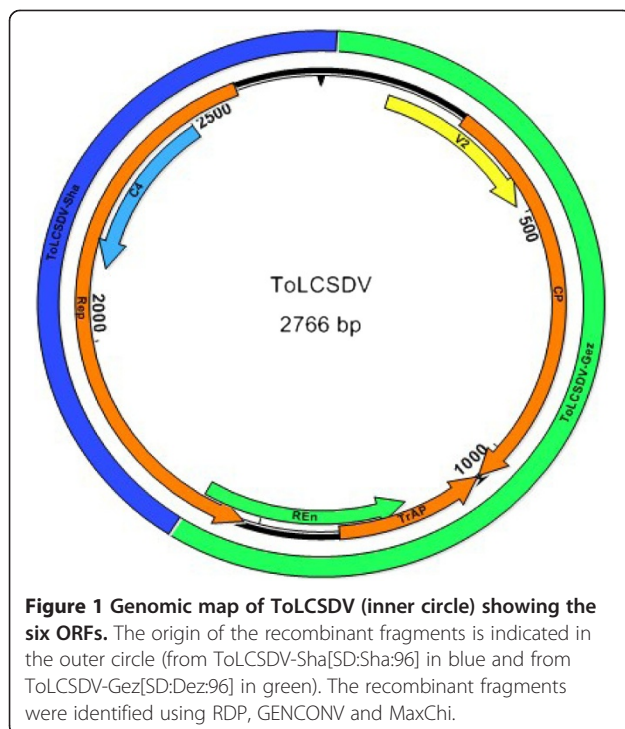 ToLCSDV-Sha
ToLCSDV-Gez
2500
V2
C4
500
CP
Rep
2000
ToLCSDV
2766 bp
1000
REn
TrAP
Figure 1 Genomic map of ToLCSDV (inner circle) showing the
six ORFs. The origin of the recombinant fragments is indicated in
the outer circle (from ToLCSDV-Sha[SD:Sha:96] in blue and from
ToLCSDV-Gez[SD:Dez:96] in green). The recombinant fragments
were identified using RDP, GENCONV and MaxChi.